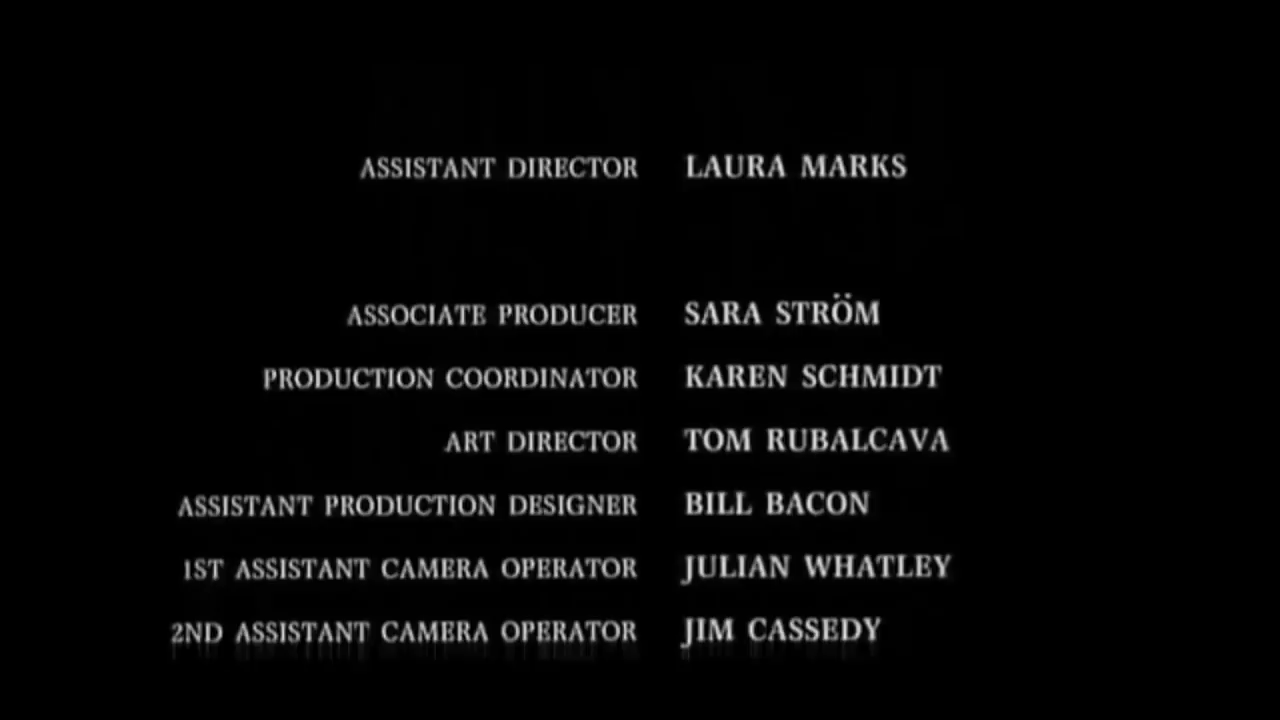 ASSISTANT DIRECTOR LAURA MARKS
ASSOCIATE PRODUCER SARA STRÖM
PRODUCTION COORDINATOR KAREN SCHMIDT
ART DIRECTOR TOM RUBALCAVA
ASSISTANT PRODUCTION DESIGNER BILL BACON
1ST ASSISTANT CAMERA OPERATOR JULIAN WHATLEY
2ND ASSISTANT CAMERA OPERATOR JIM CASSEDY